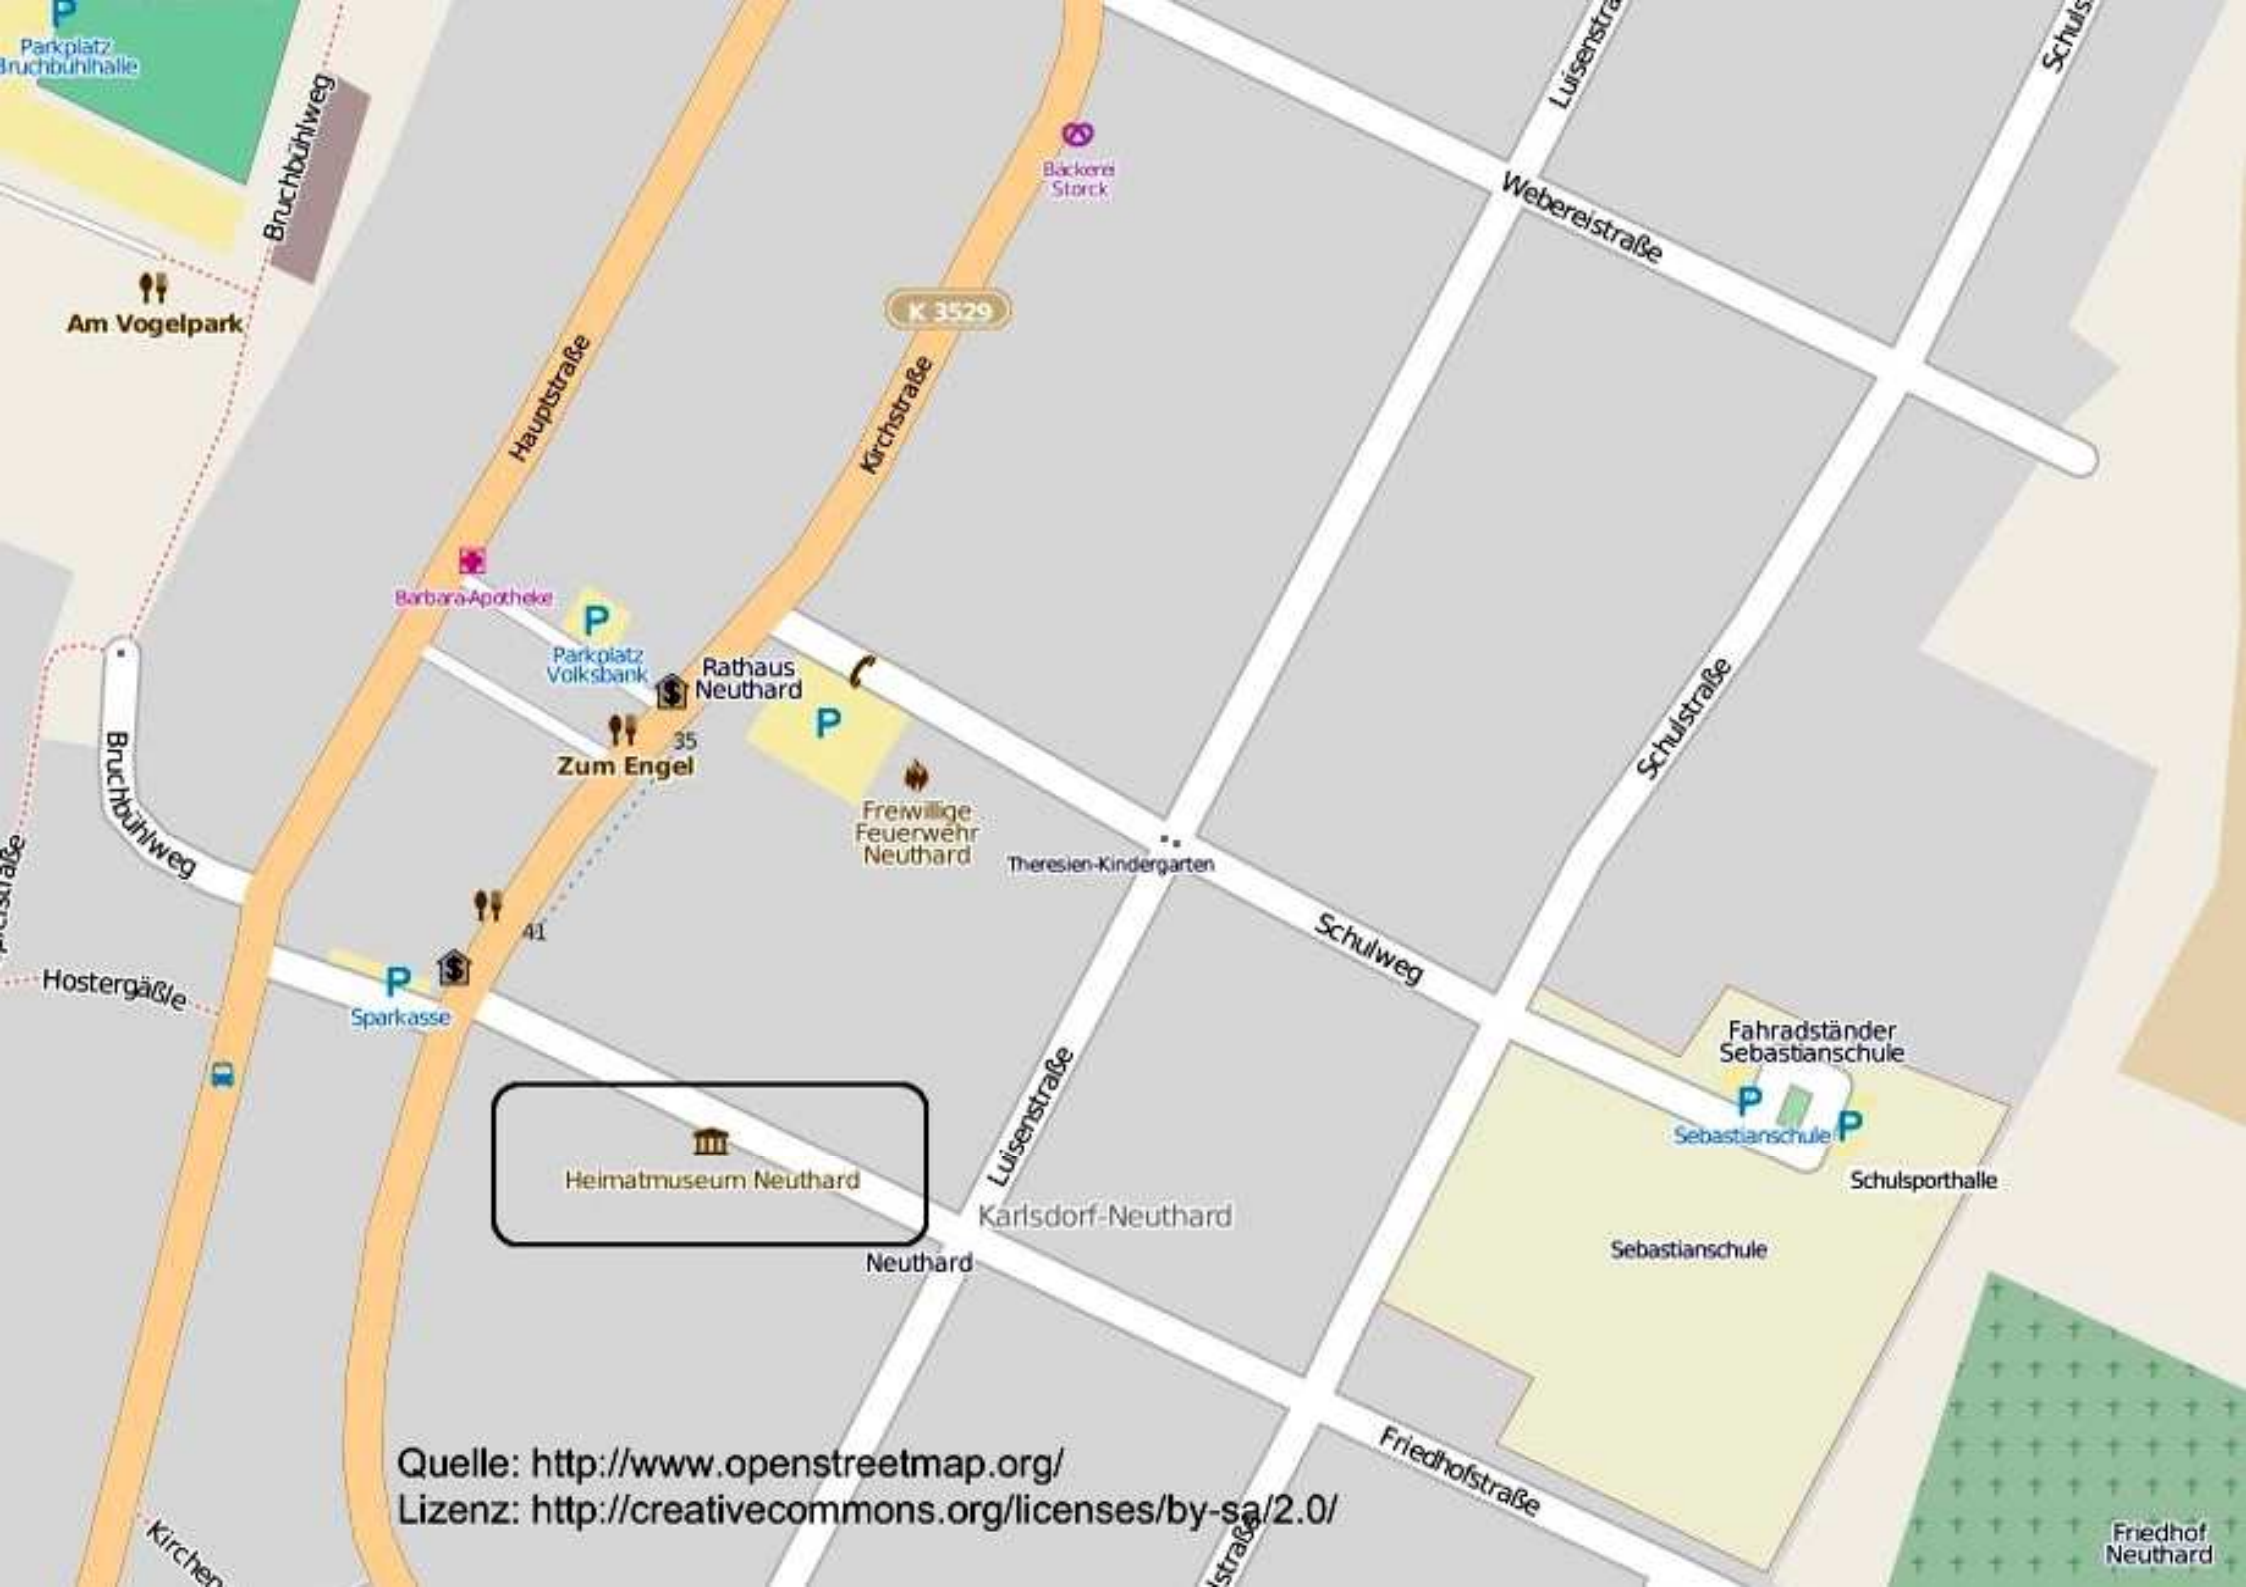 P
Parkplatz
Bruchbühlhalle
Bruchbühlweg
Am Vogelpark
Hauptstraße
Bäckerei
Storck
K 3529
Kirchstraße
Webereistraße
Barbara-Apotheke
P
Parkplatz
Volksbank
Rathaus
Neuthard
P
35
Zum Engel
Freiwillige
Feuerwehr
Neuthard
Theresien-Kindergarten
Schulstraße
Bruchbühlweg
Schulweg
41
Hostergäßle
P
Sparkasse
Fahradständer
Sebastianschule
P
P
Sebastianschule
Schulsporthalle
Luisenstraße
Heimatmuseum Neuthard
Karlsdorf-Neuthard
Neuthard
Sebastianschule
Friedhofstraße
Quelle: http://www.openstreetmap.org/
Lizenz: http://creativecommons.org/licenses/by-sa/2.0/
Friedhof
Neuthard